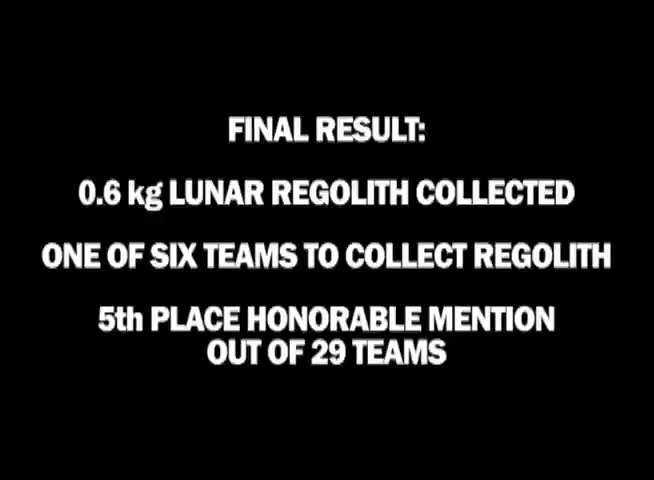 FINAL RESULT:
0.6 kg LUNAR REGOLITH COLLECTED
ONE OF SIX TEAMS TO COLLECT REGOLITH
5th PLACE HONORABLE MENTION
OUT OF 29 TEAMS